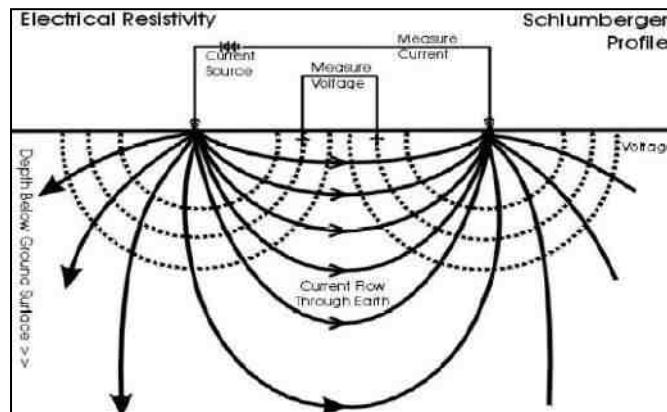 Electrical Resistivity
Schlumberger
Profile
Current
Source
Measure
Current
Measure
Voltage
Voltage
Depth Below Ground Surface >>
Current Flow
Through Earth